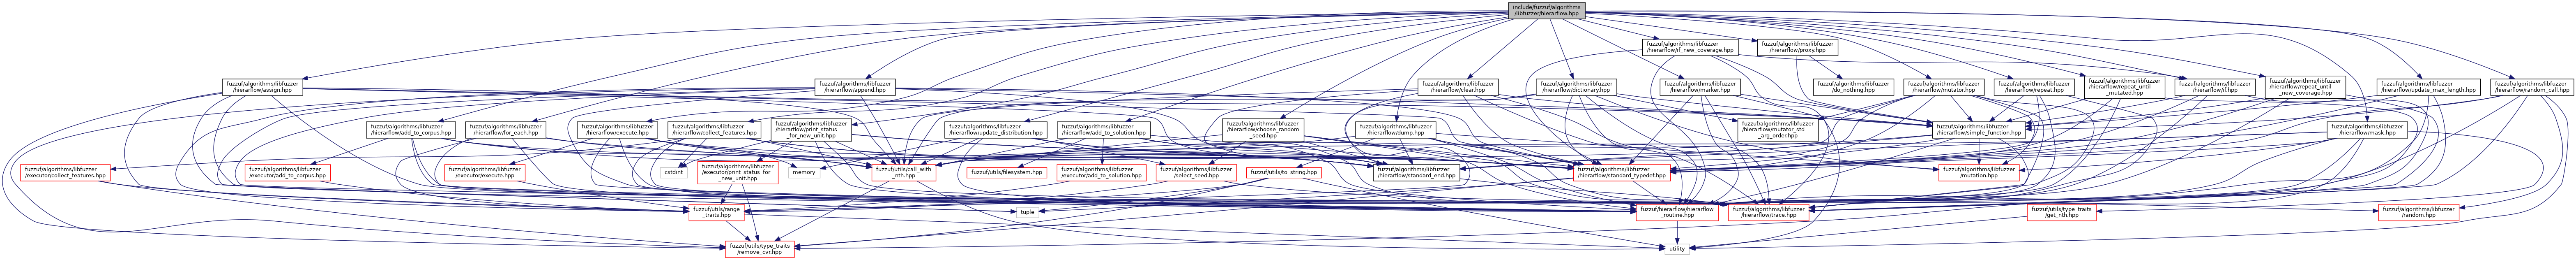 include/fuzzuf/algorithms
/libfuzzer/hierarflow.hpp
fuzzuf/algorithms/libfuzzer
/hierarflow/if_new_coverage.hpp
fuzzuf/algorithms/libfuzzer
/hierarflow/proxy.hpp
fuzzuf/algorithms/libfuzzer
/hierarflow/assign.hpp
fuzzuf/algorithms/libfuzzer
/hierarflow/append.hpp
fuzzuf/algorithms/libfuzzer
/hierarflow/clear.hpp
fuzzuf/algorithms/libfuzzer
/hierarflow/dictionary.hpp
fuzzuf/algorithms/libfuzzer
/hierarflow/marker.hpp
fuzzuf/algorithms/libfuzzer
/do_nothing.hpp
fuzzuf/algorithms/libfuzzer
/hierarflow/mutator.hpp
fuzzuf/algorithms/libfuzzer
/hierarflow/repeat.hpp
fuzzuf/algorithms/libfuzzer
/hierarflow/repeat_until
_mutated.hpp
fuzzuf/algorithms/libfuzzer
/hierarflow/if.hpp
fuzzuf/algorithms/libfuzzer
/hierarflow/repeat_until
_new_coverage.hpp
fuzzuf/algorithms/libfuzzer
/hierarflow/update_max_length.hpp
fuzzuf/algorithms/libfuzzer
/hierarflow/random_call.hpp
fuzzuf/algorithms/libfuzzer
/hierarflow/add_to_corpus.hpp
fuzzuf/algorithms/libfuzzer
/hierarflow/for_each.hpp
fuzzuf/algorithms/libfuzzer
/hierarflow/execute.hpp
fuzzuf/algorithms/libfuzzer
/hierarflow/collect_features.hpp
fuzzuf/algorithms/libfuzzer
/hierarflow/print_status
_for_new_unit.hpp
fuzzuf/algorithms/libfuzzer
/hierarflow/update_distribution.hpp
fuzzuf/algorithms/libfuzzer
/hierarflow/add_to_solution.hpp
fuzzuf/algorithms/libfuzzer
/hierarflow/choose_random
_seed.hpp
fuzzuf/algorithms/libfuzzer
/hierarflow/dump.hpp
fuzzuf/algorithms/libfuzzer
/hierarflow/mutator_std
_arg_order.hpp
fuzzuf/algorithms/libfuzzer
/hierarflow/simple_function.hpp
fuzzuf/algorithms/libfuzzer
/hierarflow/mask.hpp
fuzzuf/algorithms/libfuzzer
/executor/collect_features.hpp
fuzzuf/algorithms/libfuzzer
/executor/add_to_corpus.hpp
fuzzuf/algorithms/libfuzzer
/executor/execute.hpp
cstdint
fuzzuf/algorithms/libfuzzer
/executor/print_status_for
_new_unit.hpp
memory
fuzzuf/utils/call_with
_nth.hpp
fuzzuf/utils/filesystem.hpp
fuzzuf/algorithms/libfuzzer
/executor/add_to_solution.hpp
fuzzuf/algorithms/libfuzzer
/select_seed.hpp
fuzzuf/utils/to_string.hpp
fuzzuf/algorithms/libfuzzer
/hierarflow/standard_end.hpp
fuzzuf/algorithms/libfuzzer
/hierarflow/standard_typedef.hpp
fuzzuf/algorithms/libfuzzer
/mutation.hpp
fuzzuf/utils/range
_traits.hpp
tuple
fuzzuf/hierarflow/hierarflow
_routine.hpp
fuzzuf/algorithms/libfuzzer
/hierarflow/trace.hpp
fuzzuf/utils/type_traits
/get_nth.hpp
fuzzuf/algorithms/libfuzzer
/random.hpp
fuzzuf/utils/type_traits
/remove_cvr.hpp
utility